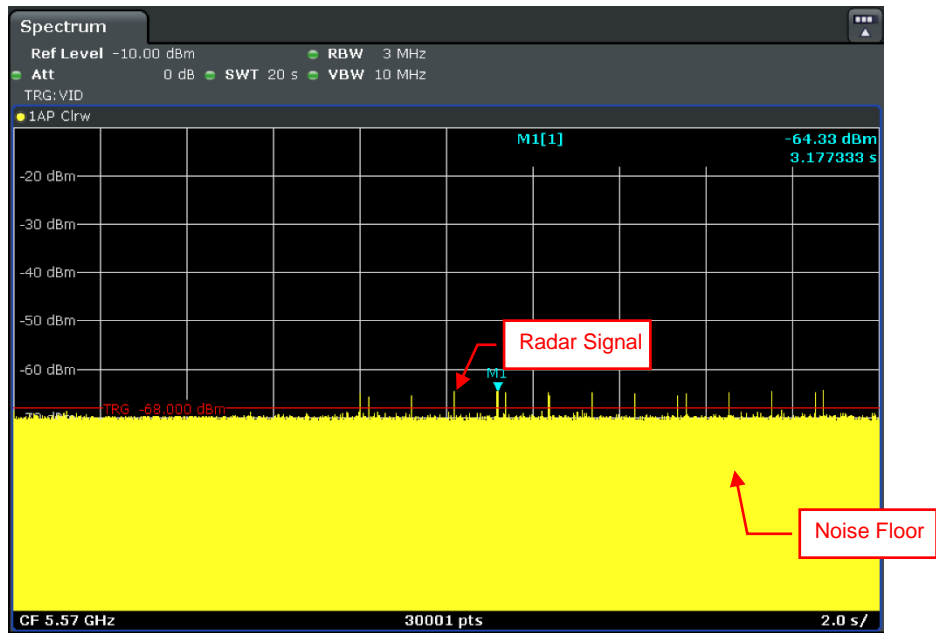 Spectrum
Ref Level -10.00 dBm RBW 3 MHz
Att 0 dB SWT 20 s VBW 10 MHz
TRG:VID
1AP Clrw
M1[1] -64.33 dBm
3.177333 s
-20 dBm
-30 dBm
-40 dBm
-50 dBm
Radar Signal
-60 dBm
M1
TRG -68.000 dBm
Noise Floor
CF 5.57 GHz 30001 pts 2.0 s/